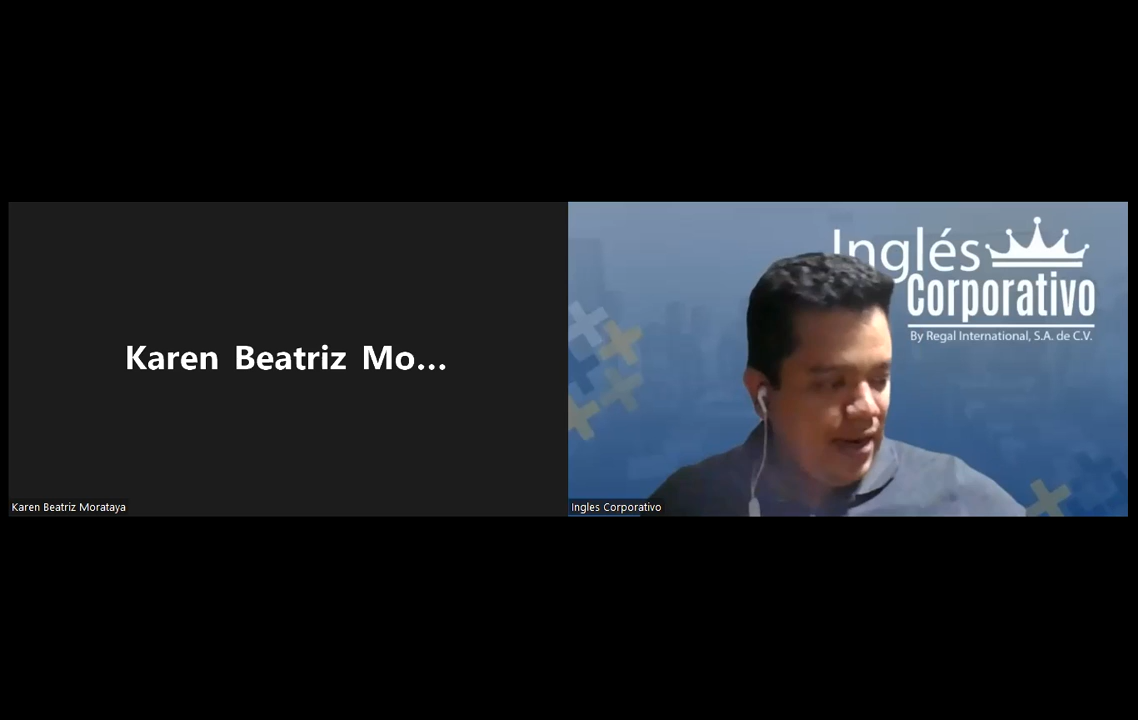 Karen Beatriz Mo...
Karen Beatriz Morataya
Inglés
Corporativo
By Regal International, S.A. de C.V.
Ingles Corporativo